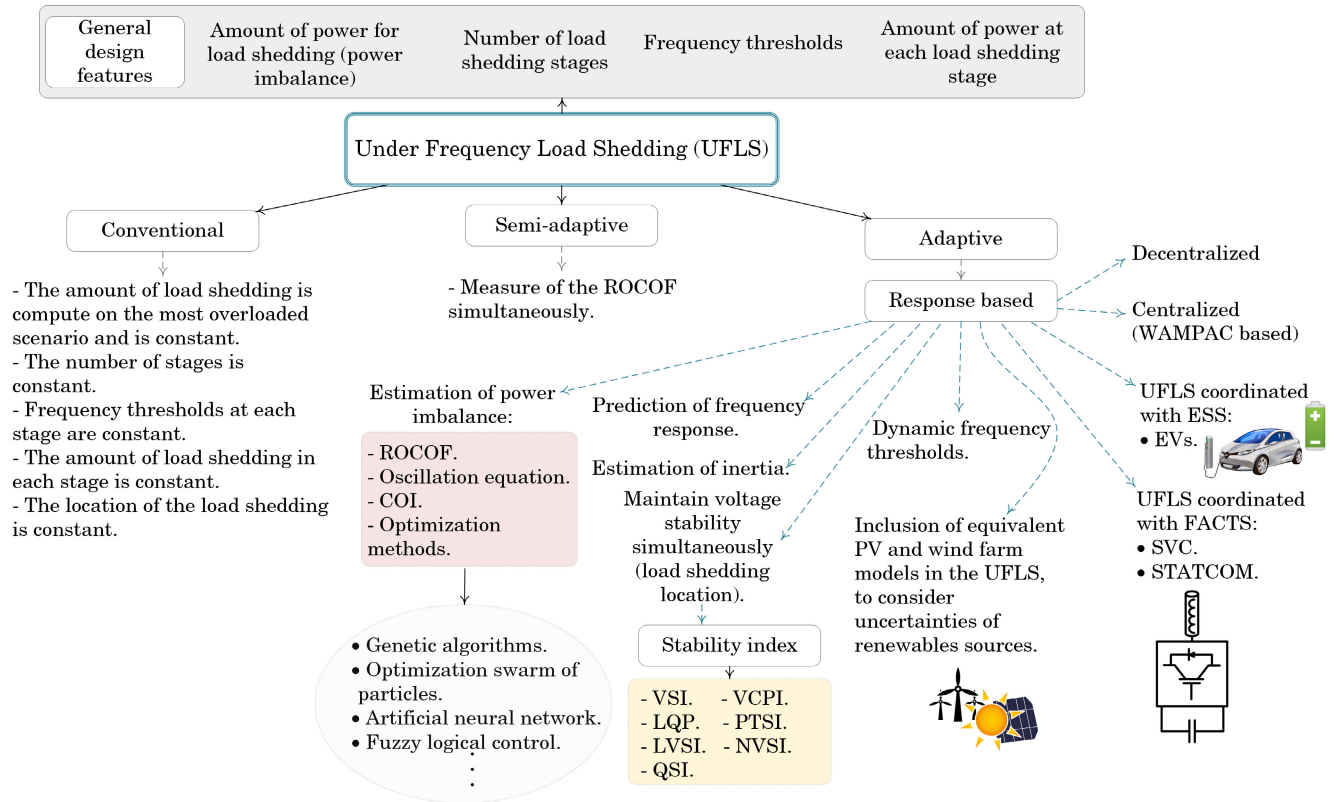 General
design
features
Amount of power for
load shedding (power
imbalance)
Number of load
shedding stages
Frequency thresholds
Amount of power at
each load shedding
stage
Under Frequency Load Shedding (UFLS)
Conventional
- The amount of load shedding is
compute on the most overloaded
scenario and is constant.
- The number of stages is
constant.
- Frequency thresholds at each
stage are constant.
- The amount of load shedding in
each stage is constant.
- The location of the load shedding
is constant.
Semi-adaptive
- Measure of the ROCOF
simultaneously.
Adaptive
Response based
Decentralized
Centralized
(WAMPAC based)
UFLS coordinated
with ESS:
• EVs.
UFLS coordinated
with FACTS:
• SVC.
• STATCOM.
Estimation of power
imbalance:
- ROCOF.
- Oscillation equation.
- COI.
- Optimization
methods.
• Genetic algorithms.
• Optimization swarm of
particles.
• Artificial neural network.
• Fuzzy logical control.
Prediction of frequency
response.
Estimation of inertia.
Maintain voltage
stability
simultaneously
(load shedding
location).
Stability index
- VSI.
- LQP.
- LVSI.
- QSI.
- VCPI.
- PTSI.
- NVSI.
Dynamic frequency
thresholds.
Inclusion of equivalent
PV and wind farm
models in the UFLS,
to consider
uncertainties of
renewables sources.